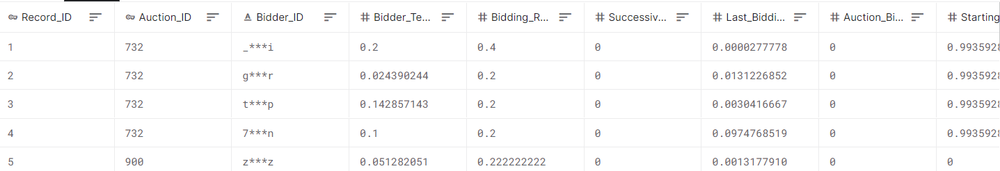 Record_ID Auction_ID Bidder_ID Bidder_Te... Bidding_R... Successiv... Last_Biddi... Auction_Bi... Starting
1 732 _***i 0.2 0.4 0 0.0000277778 0 0.9935928
2 732 g***r 0.024390244 0.2 0 0.0131226852 0 0.9935928
3 732 t***p 0.142857143 0.2 0 0.0030416667 0 0.9935928
4 732 7***n 0.1 0.2 0 0.0974768519 0 0.9935928
5 900 z***z 0.051282051 0.222222222 0 0.0013177910 0 0